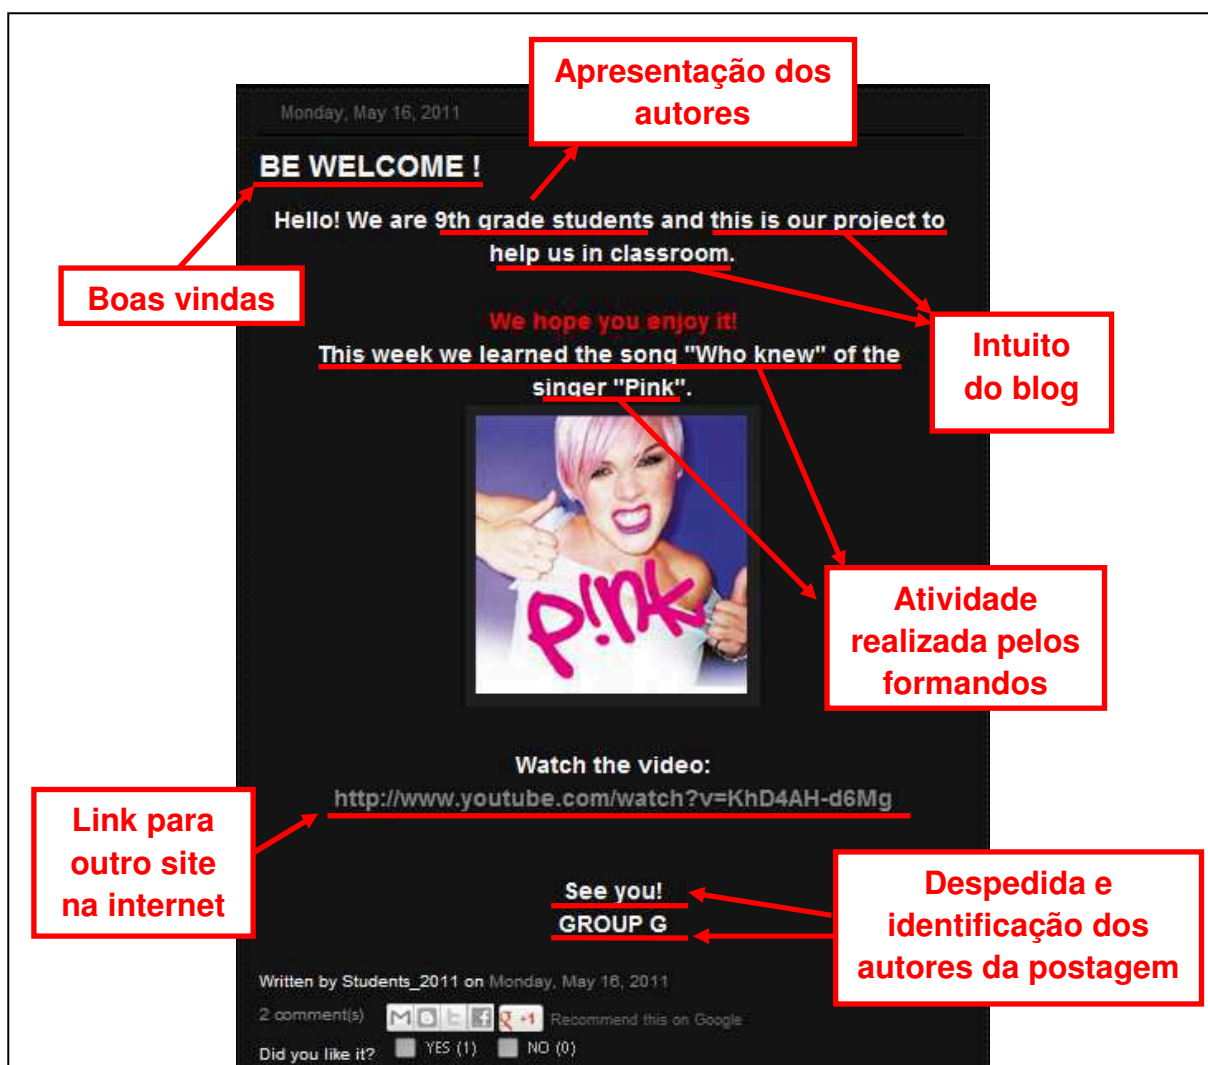 Apresentação dos
autores
Monday, May 16, 2011
BE WELCOME !
Hello! We are 9th grade students and this is our project to
help us in classroom.
Boas vindas
We hope you enjoy it!
This week we learned the song "Who knew" of the
singer "Pink".
Intuito
do blog
p!nk
Atividade
realizada pelos
formandos
Watch the video:
http://www.youtube.com/watch?v=KhD4AH-d6Mg
Link para
outro site
na internet
See you!
GROUP G
Despedida e
identificação dos
autores da postagem
Written by Students_2011 on Monday, May 16, 2011
2 comment(s) M B t f g +1 Recommend this on Google
Did you like it? YES (1) NO (0)